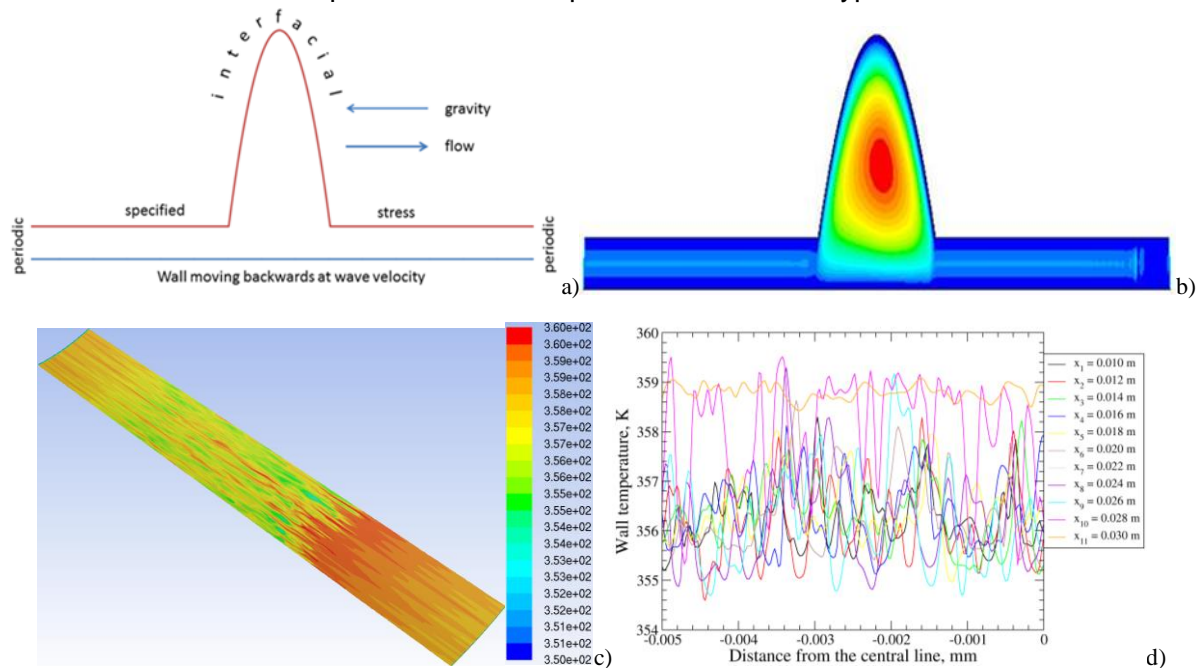 interfacial
gravity
flow
specified
stress
periodic
periodic
Wall moving backwards at wave velocity
a)
b)
3.60e+02
3.60e+02
3.59e+02
3.59e+02
3.58e+02
3.58e+02
3.57e+02
3.57e+02
3.56e+02
3.56e+02
3.55e+02
3.55e+02
3.54e+02
3.54e+02
3.53e+02
3.53e+02
3.52e+02
3.52e+02
3.51e+02
3.51e+02
3.50e+02
c)
Wall temperature, K
360
359
358
357
356
355
354
-0.005
-0.004
-0.003
-0.002
-0.001
0
Distance from the central line, mm
x1 = 0.010 m
x2 = 0.012 m
x3 = 0.014 m
x4 = 0.016 m
x5 = 0.018 m
x6 = 0.020 m
x7 = 0.022 m
x8 = 0.024 m
x9 = 0.026 m
x10 = 0.028 m
x11 = 0.030 m
d)